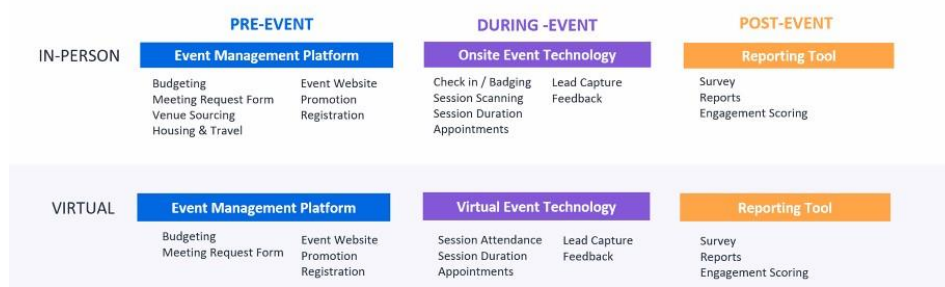 PRE-EVENT
DURING -EVENT
POST-EVENT
IN-PERSON
Event Management Platform
Budgeting
Meeting Request Form
Venue Sourcing
Housing & Travel
Event Website
Promotion
Registration
Onsite Event Technology
Check in / Badging
Session Scanning
Session Duration
Appointments
Lead Capture
Feedback
Reporting Tool
Survey
Reports
Engagement Scoring
VIRTUAL
Event Management Platform
Budgeting
Meeting Request Form
Event Website
Promotion
Registration
Virtual Event Technology
Session Attendance
Session Duration
Appointments
Lead Capture
Feedback
Reporting Tool
Survey
Reports
Engagement Scoring